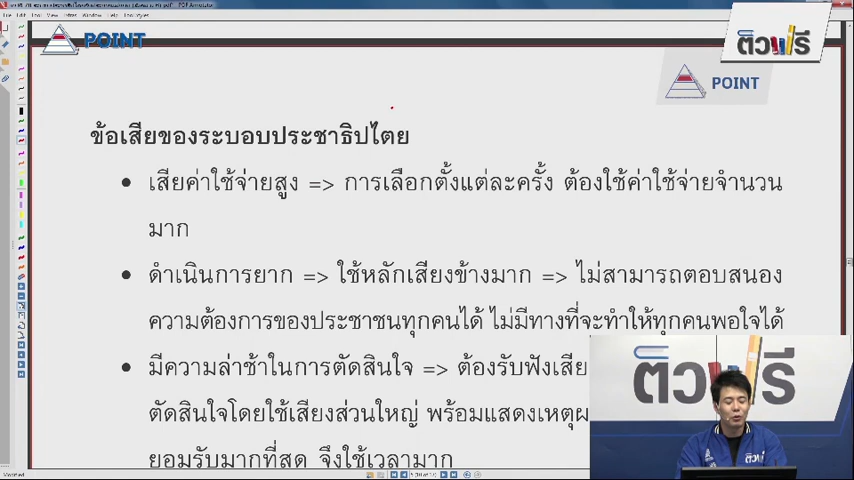 File Edit View Window Help
POINT
ติวฟรี
POINT
ข้อเสียของระบอบประชาธิปไตย
• เสียค่าใช้จ่ายสูง => การเลือกตั้งแต่ละครั้ง ต้องใช้ค่าใช้จ่ายจำนวน
มาก
• ดำเนินการยาก => ใช้หลักเสียงข้างมาก => ไม่สามารถตอบสนอง
ความต้องการของประชาชนทุกคนได้ ไม่มีทางที่จะทำให้ทุกคนพอใจได้
• มีความล่าช้าในการตัดสินใจ => ต้องรับฟังเสีย
ตัดสินใจโดยใช้เสียงส่วนใหญ่ พร้อมแสดงเหตุผ
ยอมรับมากที่สุด จึงใช้เวลามาก
ติวฟรี
ติวฟรี
Modified